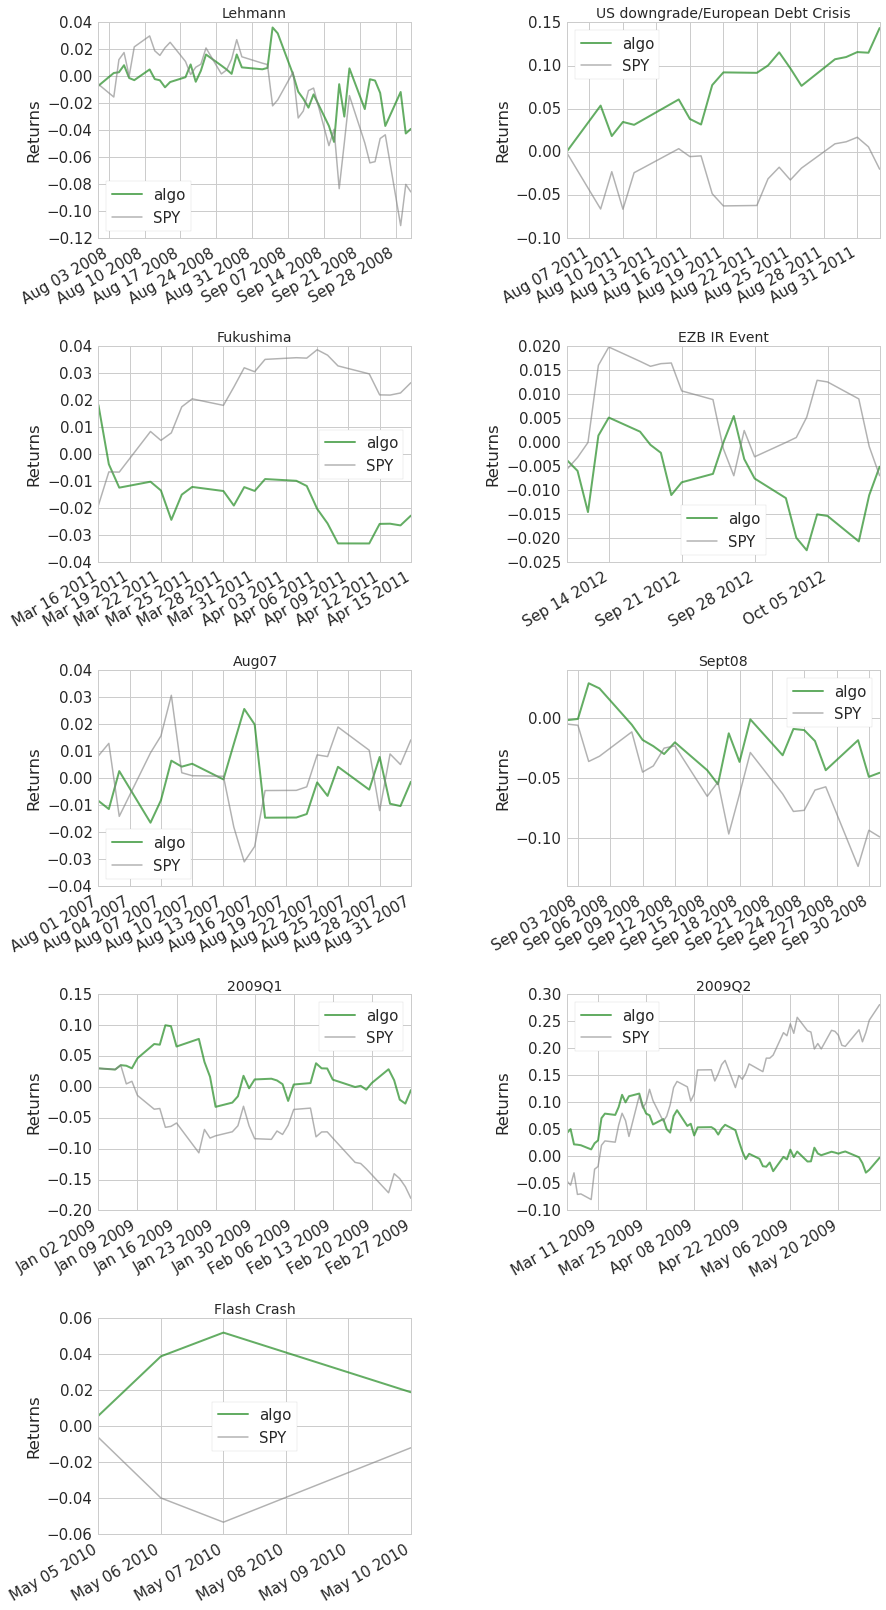 Lehmann
0.04
0.02
0.00
−0.02
−0.04
−0.06
−0.08
−0.10
−0.12
Returns
algo
SPY
Aug 03 2008
Aug 10 2008
Aug 17 2008
Aug 24 2008
Aug 31 2008
Sep 07 2008
Sep 14 2008
Sep 21 2008
Sep 28 2008
US downgrade/European Debt Crisis
0.15
0.10
0.05
0.00
−0.05
−0.10
Returns
algo
SPY
Aug 07 2011
Aug 10 2011
Aug 13 2011
Aug 16 2011
Aug 19 2011
Aug 22 2011
Aug 25 2011
Aug 28 2011
Aug 31 2011
Fukushima
0.04
0.03
0.02
0.01
0.00
−0.01
−0.02
−0.03
−0.04
Returns
algo
SPY
Mar 16 2011
Mar 19 2011
Mar 22 2011
Mar 25 2011
Mar 28 2011
Mar 31 2011
Apr 03 2011
Apr 06 2011
Apr 09 2011
Apr 12 2011
Apr 15 2011
EZB IR Event
0.020
0.015
0.010
0.005
0.000
−0.005
−0.010
−0.015
−0.020
−0.025
Returns
algo
SPY
Sep 14 2012
Sep 21 2012
Sep 28 2012
Oct 05 2012
Aug07
0.04
0.03
0.02
0.01
0.00
−0.01
−0.02
−0.03
−0.04
Returns
algo
SPY
Aug 01 2007
Aug 04 2007
Aug 07 2007
Aug 10 2007
Aug 13 2007
Aug 16 2007
Aug 19 2007
Aug 22 2007
Aug 25 2007
Aug 28 2007
Aug 31 2007
Sept08
0.00
−0.05
−0.10
Returns
algo
SPY
Sep 03 2008
Sep 06 2008
Sep 09 2008
Sep 12 2008
Sep 15 2008
Sep 18 2008
Sep 21 2008
Sep 24 2008
Sep 27 2008
Sep 30 2008
2009Q1
0.15
0.10
0.05
0.00
−0.05
−0.10
−0.15
−0.20
Returns
algo
SPY
Jan 02 2009
Jan 09 2009
Jan 16 2009
Jan 23 2009
Jan 30 2009
Feb 06 2009
Feb 13 2009
Feb 20 2009
Feb 27 2009
2009Q2
0.30
0.25
0.20
0.15
0.10
0.05
0.00
−0.05
−0.10
Returns
algo
SPY
Mar 11 2009
Mar 25 2009
Apr 08 2009
Apr 22 2009
May 06 2009
May 20 2009
Flash Crash
0.06
0.04
0.02
0.00
−0.02
−0.04
−0.06
Returns
algo
SPY
May 05 2010
May 06 2010
May 07 2010
May 08 2010
May 09 2010
May 10 2010